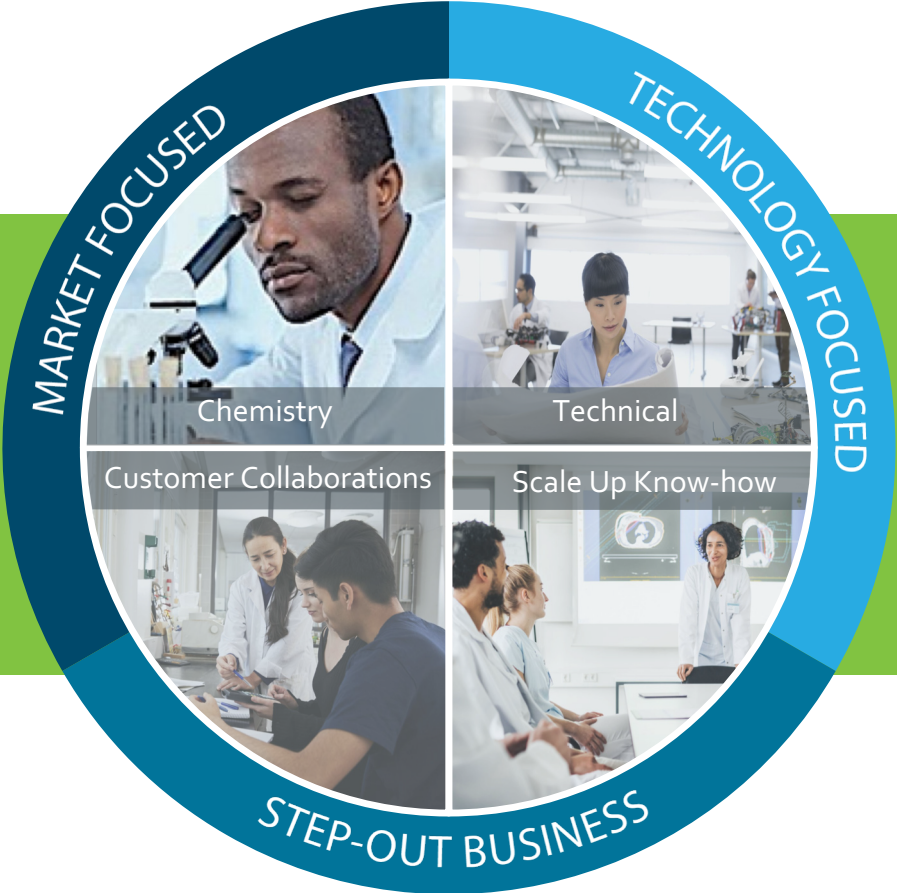 MARKET FOCUSED
TECHNOLOGY FOCUSED
Chemistry
Technical
Customer Collaborations
Scale Up Know-how
STEP-OUT BUSINESS